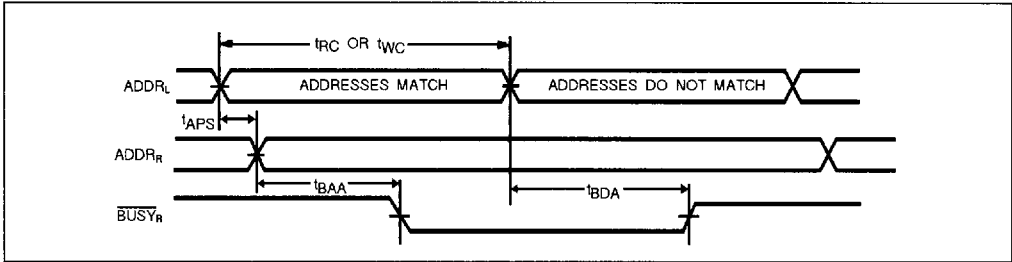 tRC OR tWC
ADDRL
ADDRESSES MATCH
ADDRESSES DO NOT MATCH
tAPS
ADDRR
tBAA
tBDA
BUSYR